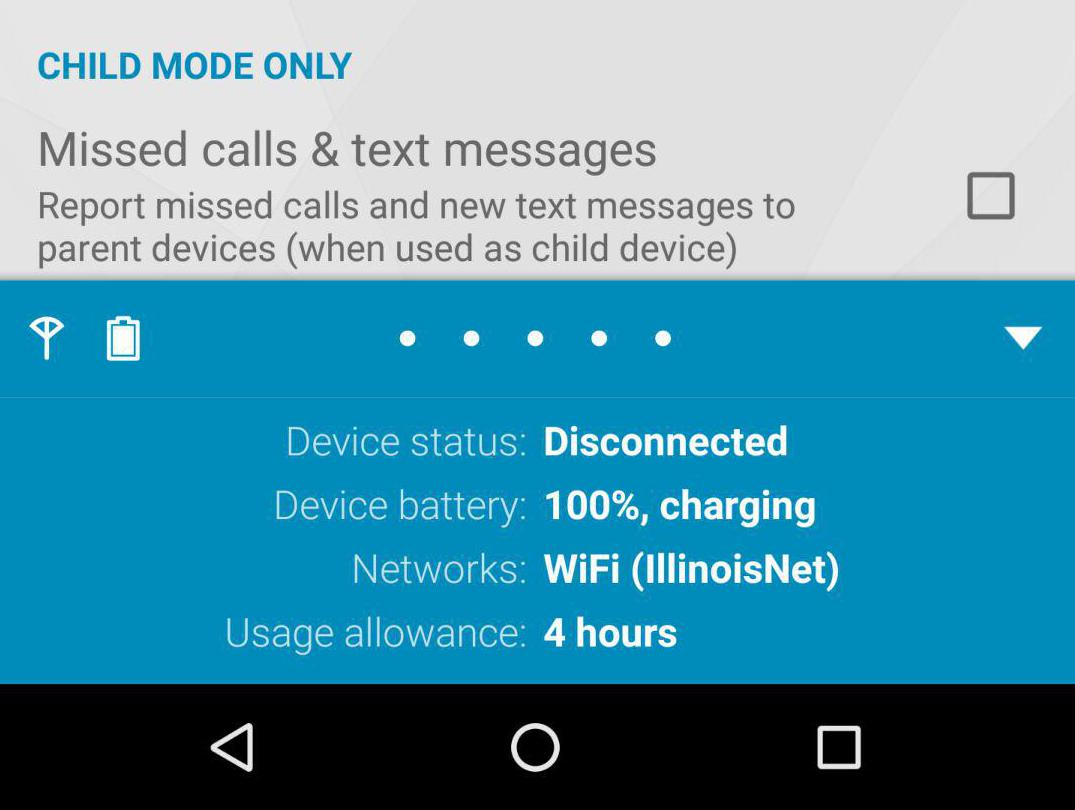 CHILD MODE ONLY
Missed calls & text messages
Report missed calls and new text messages to
parent devices (when used as child device)
Device status: Disconnected
Device battery: 100%, charging
Networks: WiFi (IllinoisNet)
Usage allowance: 4 hours